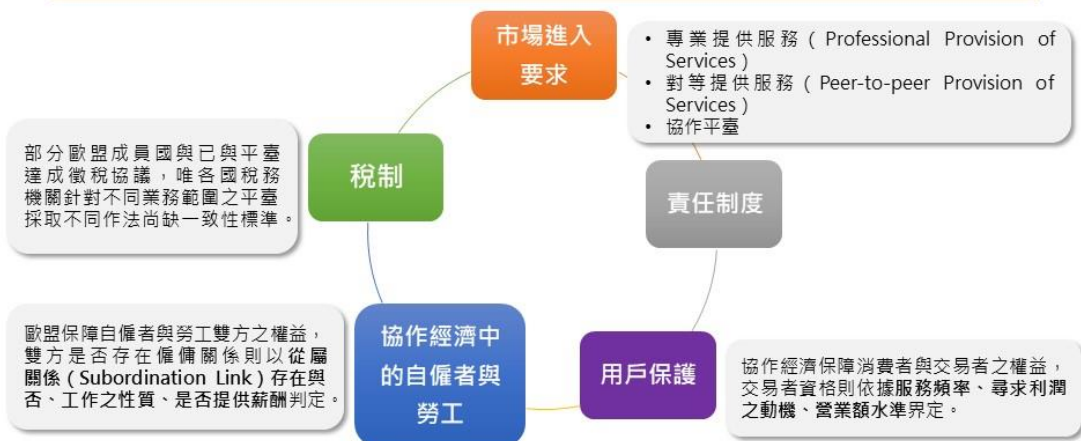 市場進入
要求
• 專業提供服務（Professional Provision of
Services）
• 對等提供服務（Peer-to-peer Provision of
Services）
• 協作平臺
部分歐盟成員國與已與平臺
達成徵稅協議，唯各國稅務
機關針對不同業務範圍之平臺
採取不同作法尚缺一致性標準。
稅制
責任制度
歐盟保障自僱者與勞工雙方之權益，
雙方是否存在僱傭關係則以從屬
關係（Subordination Link）存在與
否、工作之性質、是否提供薪酬判定。
協作經濟中
的自僱者與
勞工
用戶保護
協作經濟保障消費者與交易者之權益，
交易者資格則依據服務頻率、尋求利潤
之動機、營業額水準界定。